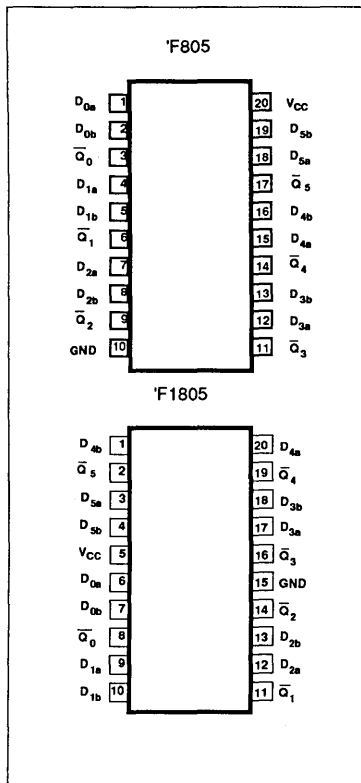 'F805
D0a 1 20 VCC
D0b 2 19 D5b
Q̅0 3 18 D5a
D1a 4 17 Q̅5
D1b 5 16 D4b
Q̅1 6 15 D4a
D2a 7 14 Q̅4
D2b 8 13 D3b
Q̅2 9 12 D3a
GND 10 11 Q̅3
'F1805
D4b 1 20 D4a
Q̅5 2 19 Q̅4
D5a 3 18 D3b
D5b 4 17 D3a
VCC 5 16 Q̅3
D0a 6 15 GND
D0b 7 14 Q̅2
Q̅0 8 13 D2b
D1a 9 12 D2a
D1b 10 11 Q̅1